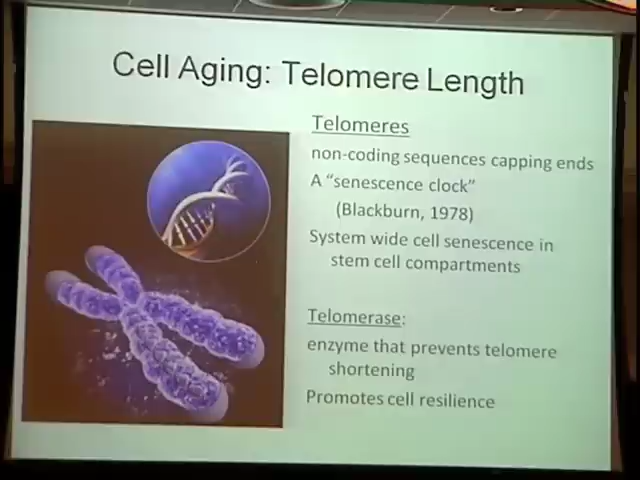 Cell Aging: Telomere Length
Telomeres
non-coding sequences capping ends
A “senescence clock”
(Blackburn, 1978)
System wide cell senescence in
stem cell compartments
Telomerase:
enzyme that prevents telomere
shortening
Promotes cell resilience